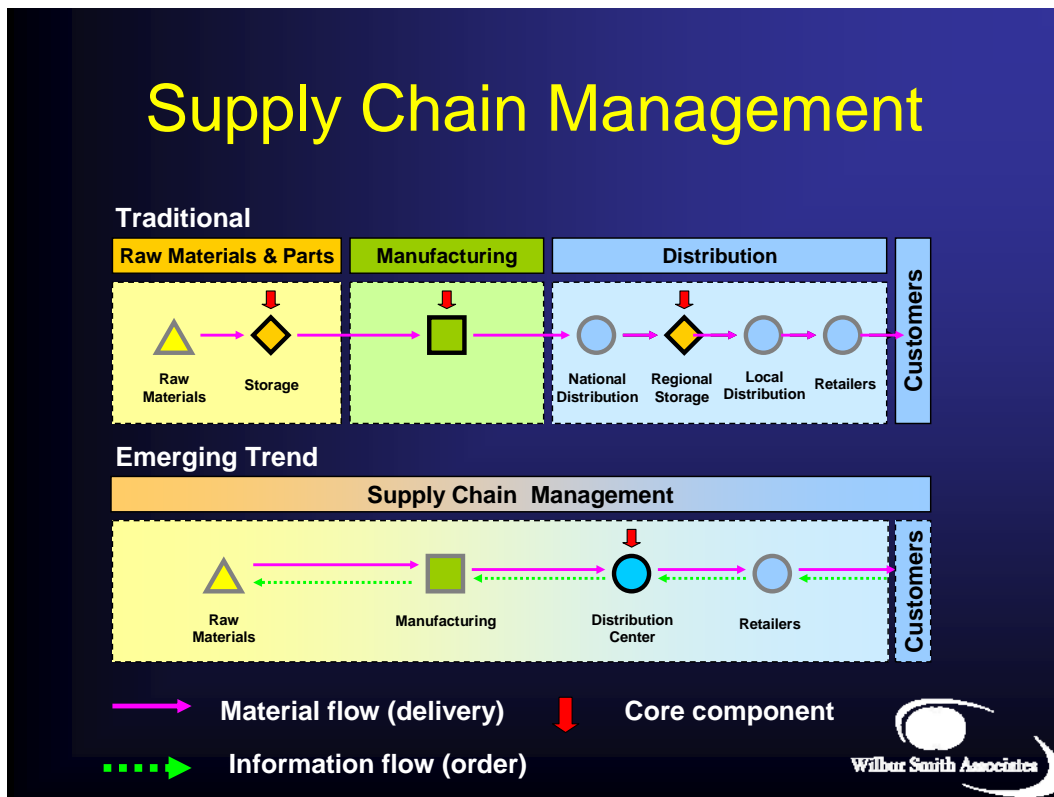 Supply Chain Management
Traditional
Raw Materials & Parts
Manufacturing
Distribution
Customers
Raw
Materials
Storage
National
Distribution
Regional
Storage
Local
Distribution
Retailers
Emerging Trend
Supply Chain Management
Customers
Raw
Materials
Manufacturing
Distribution
Center
Retailers
Material flow (delivery)
Core component
Information flow (order)
Wilbur Smith Associates